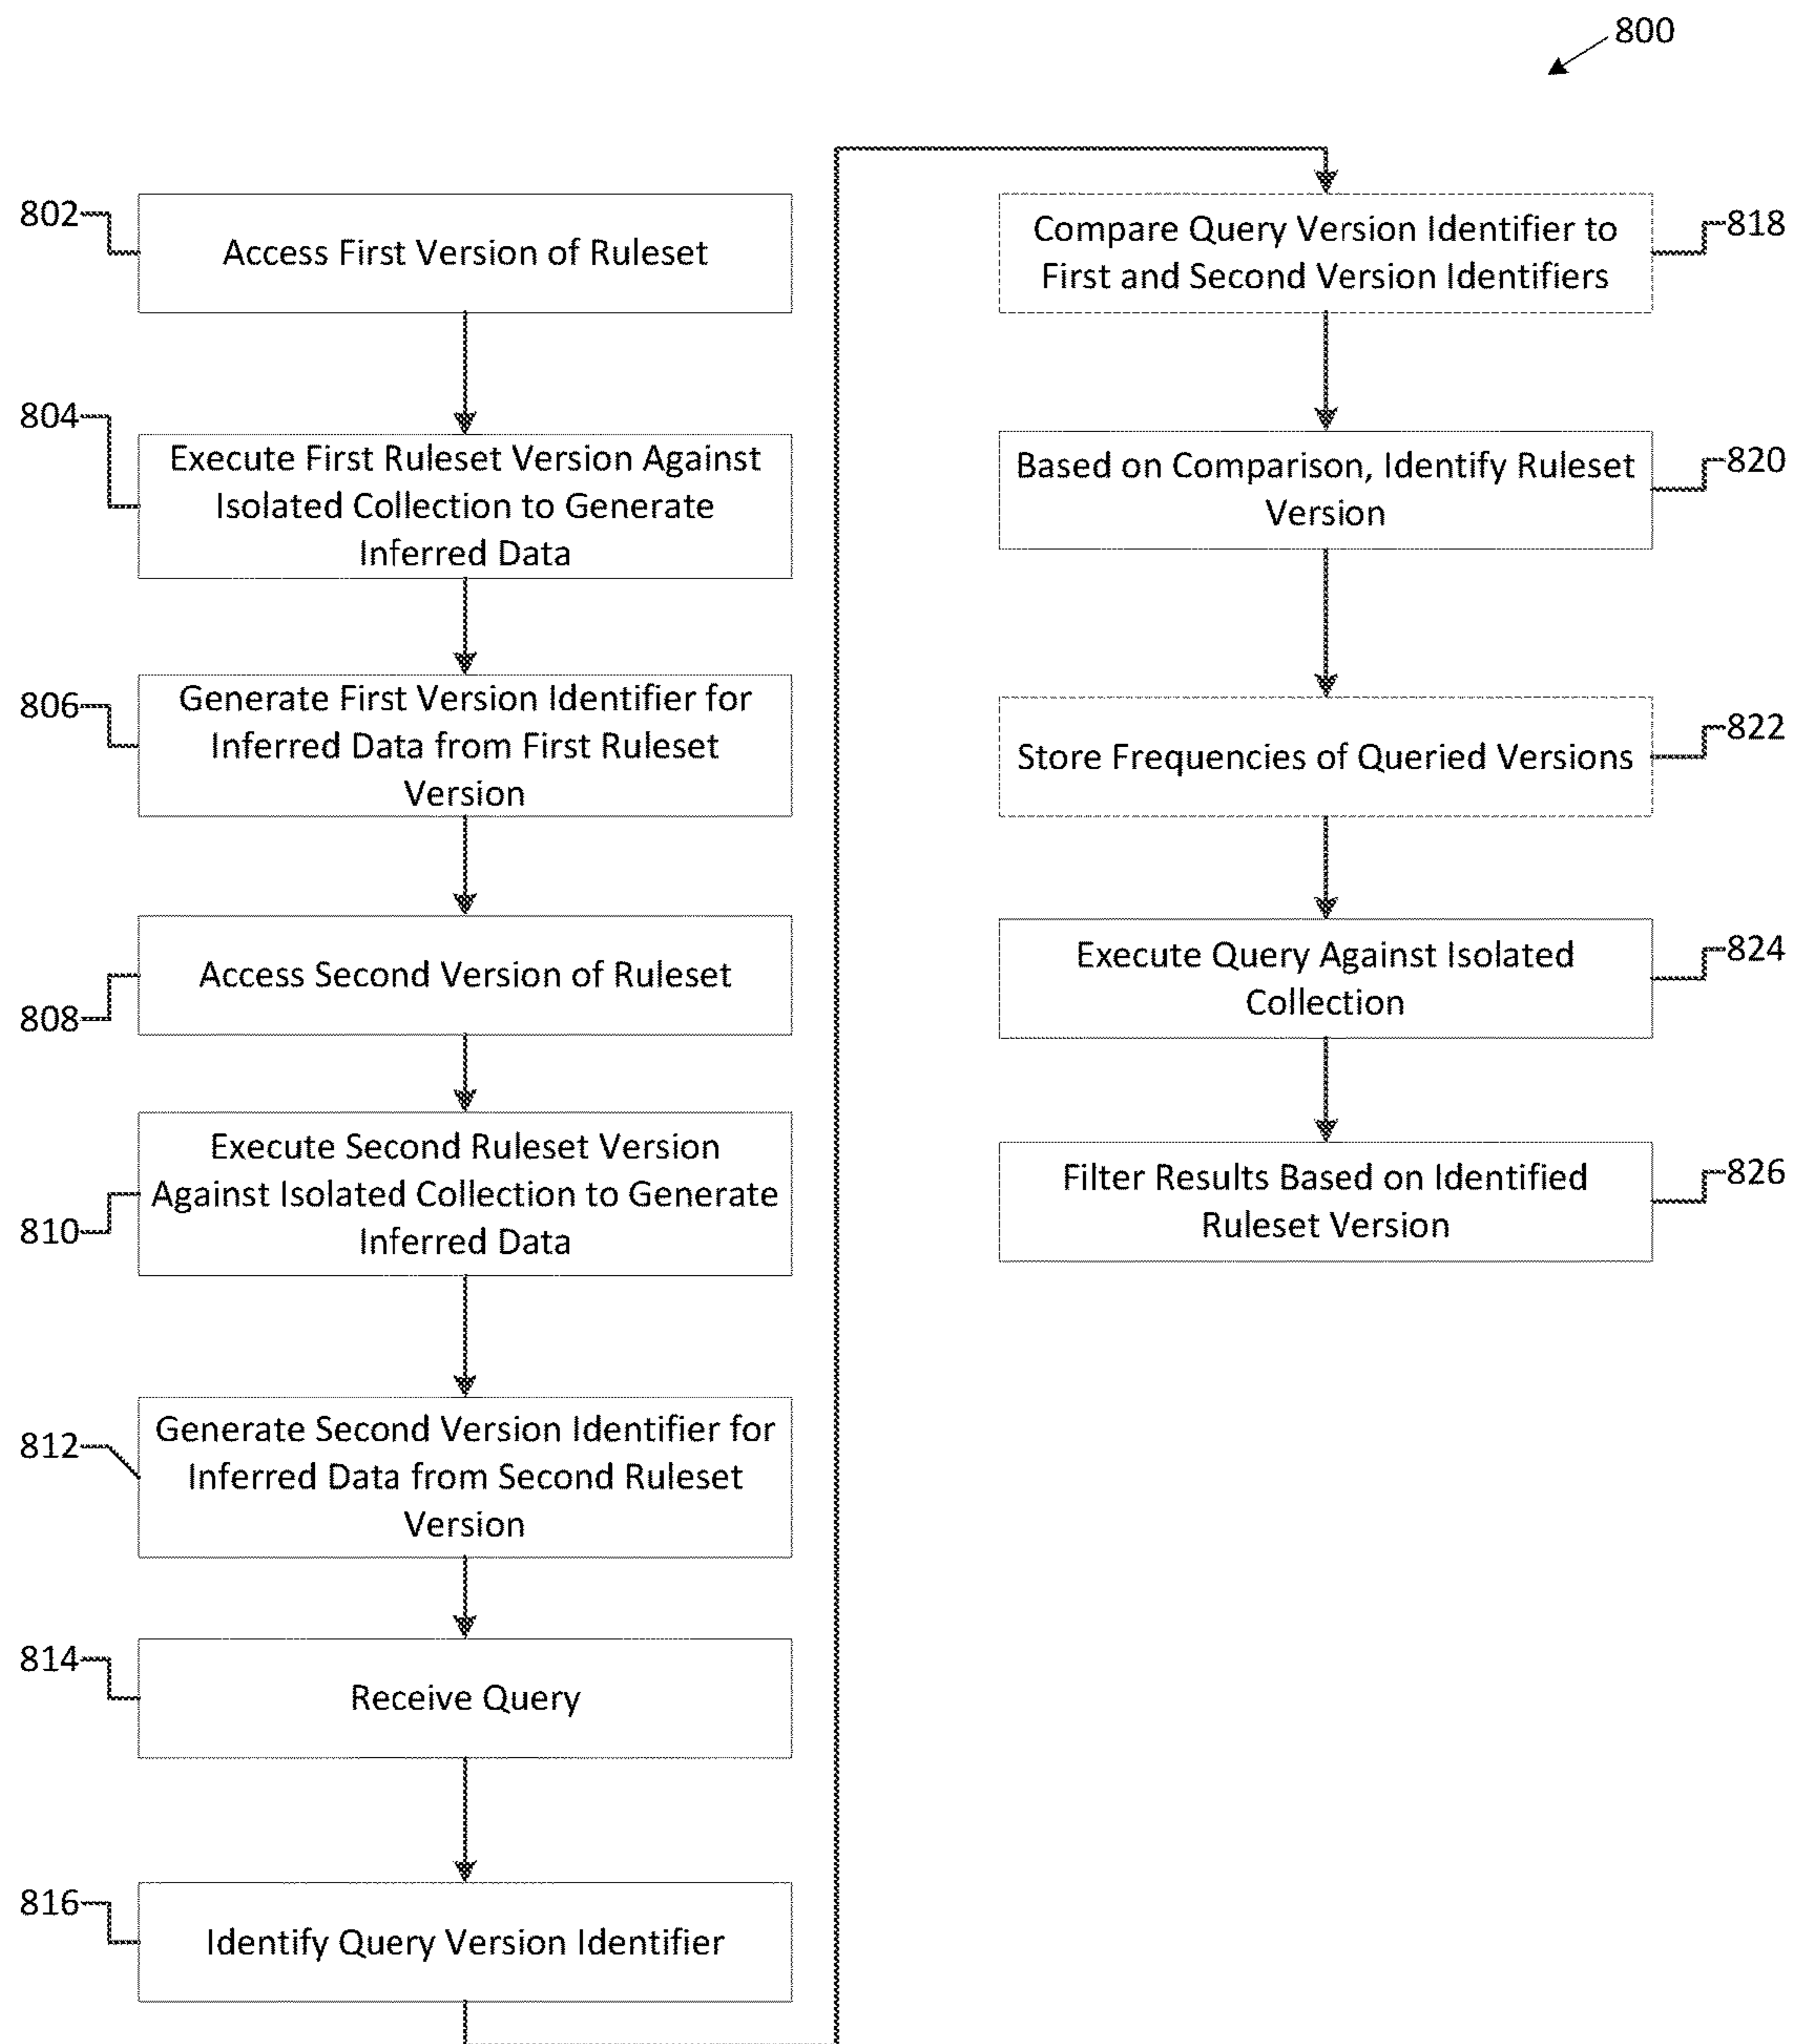 800
802
Access First Version of Ruleset
804
Execute First Ruleset Version Against
Isolated Collection to Generate
Inferred Data
806
Generate First Version Identifier for
Inferred Data from First Ruleset
Version
Access Second Version of Ruleset
808
Execute Second Ruleset Version
Against Isolated Collection to Generate
Inferred Data
810
812
Generate Second Version Identifier for
Inferred Data from Second Ruleset
Version
814
Receive Query
816
Identify Query Version Identifier
Compare Query Version Identifier to
First and Second Version Identifiers
818
Based on Comparison, Identify Ruleset
Version
820
Store Frequencies of Queried Versions
822
Execute Query Against Isolated
Collection
824
Filter Results Based on Identified
Ruleset Version
826